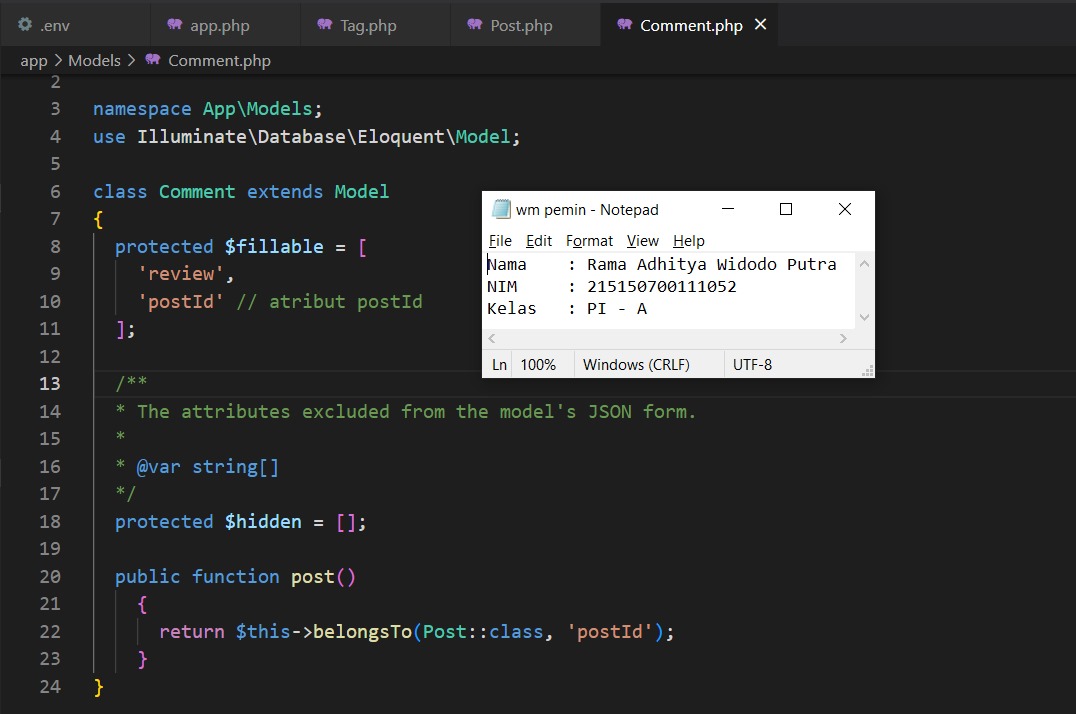 .env app.php Tag.php Post.php Comment.php
app > Models > Comment.php
2
3 namespace App\Models;
4 use Illuminate\Database\Eloquent\Model;
5
6 class Comment extends Model
7 {
8 protected $fillable = [
9 'review',
10 'postId' // atribut postId
11 ];
12
13 /**
14 * The attributes excluded from the model's JSON form.
15 *
16 * @var string[]
17 */
18 protected $hidden = [];
19
20 public function post()
21 {
22 return $this->belongsTo(Post::class, 'postId');
23 }
24 }
wm pemin - Notepad
File Edit Format View Help
Nama : Rama Adhitya Widodo Putra
NIM : 215150700111052
Kelas : PI - A
Ln 100% Windows (CRLF) UTF-8